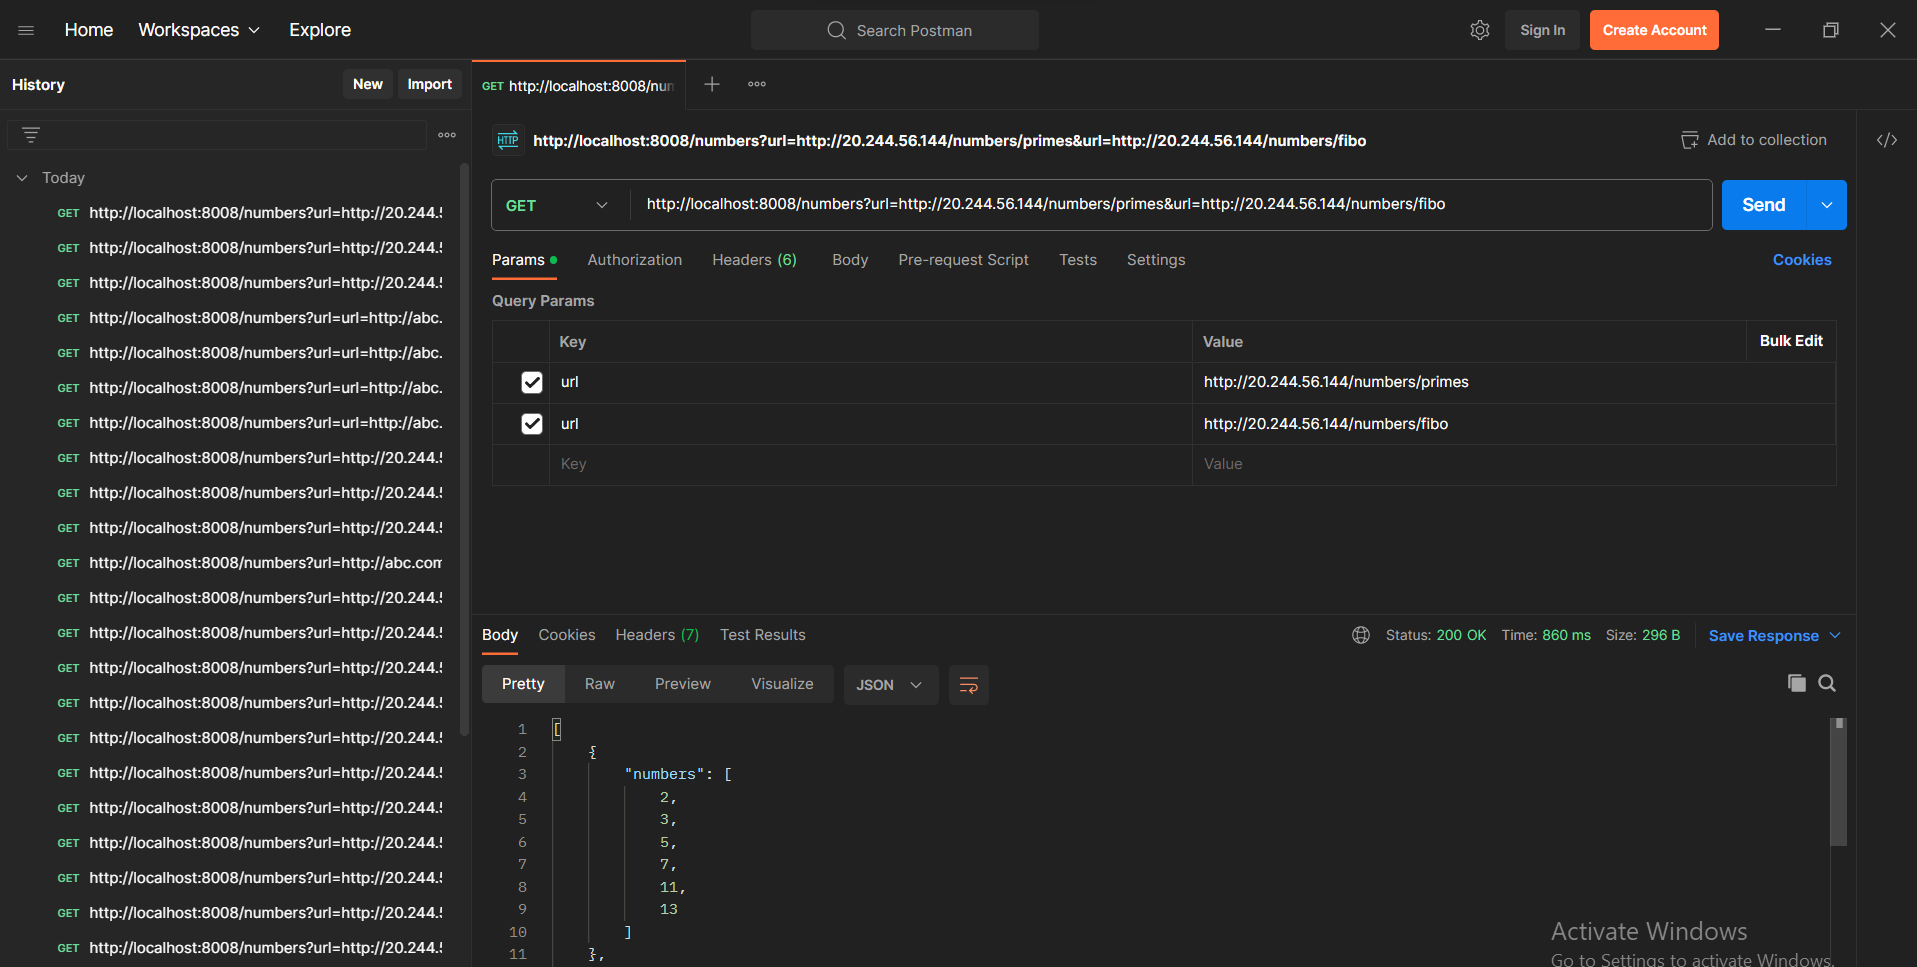 Home Workspaces Explore Search Postman Sign In Create Account
History New Import
GET http://localhost:8008/num
HTTP http://localhost:8008/numbers?url=http://20.244.56.144/numbers/primes&url=http://20.244.56.144/numbers/fibo Add to collection </>
Today
GET http://localhost:8008/numbers?url=http://20.244.5
GET http://localhost:8008/numbers?url=http://20.244.5
GET http://localhost:8008/numbers?url=http://20.244.5
GET http://localhost:8008/numbers?url=url=http://abc.
GET http://localhost:8008/numbers?url=url=http://abc.
GET http://localhost:8008/numbers?url=url=http://abc.
GET http://localhost:8008/numbers?url=url=http://abc.
GET http://localhost:8008/numbers?url=http://20.244.5
GET http://localhost:8008/numbers?url=http://20.244.5
GET http://localhost:8008/numbers?url=http://20.244.5
GET http://localhost:8008/numbers?url=http://abc.com
GET http://localhost:8008/numbers?url=http://20.244.5
GET http://localhost:8008/numbers?url=http://20.244.5
GET http://localhost:8008/numbers?url=http://20.244.5
GET http://localhost:8008/numbers?url=http://20.244.5
GET http://localhost:8008/numbers?url=http://20.244.5
GET http://localhost:8008/numbers?url=http://20.244.5
GET http://localhost:8008/numbers?url=http://20.244.5
GET http://localhost:8008/numbers?url=http://20.244.5
GET http://localhost:8008/numbers?url=http://20.244.5
GET http://localhost:8008/numbers?url=http://20.244.5
GET http://localhost:8008/numbers?url=http://20.244.5
GET http://localhost:8008/numbers?url=http://20.244.56.144/numbers/primes&url=http://20.244.56.144/numbers/fibo Send
Params Authorization Headers (6) Body Pre-request Script Tests Settings Cookies
Query Params
Key Value Bulk Edit
url http://20.244.56.144/numbers/primes
url http://20.244.56.144/numbers/fibo
Key Value
Body Cookies Headers (7) Test Results Status: 200 OK Time: 860 ms Size: 296 B Save Response
Pretty Raw Preview Visualize JSON
1 [
2 {
3 "numbers": [
4 2,
5 3,
6 5,
7 7,
8 11,
9 13
10 ]
11 },
Activate Windows
Go to Settings to activate Windows.